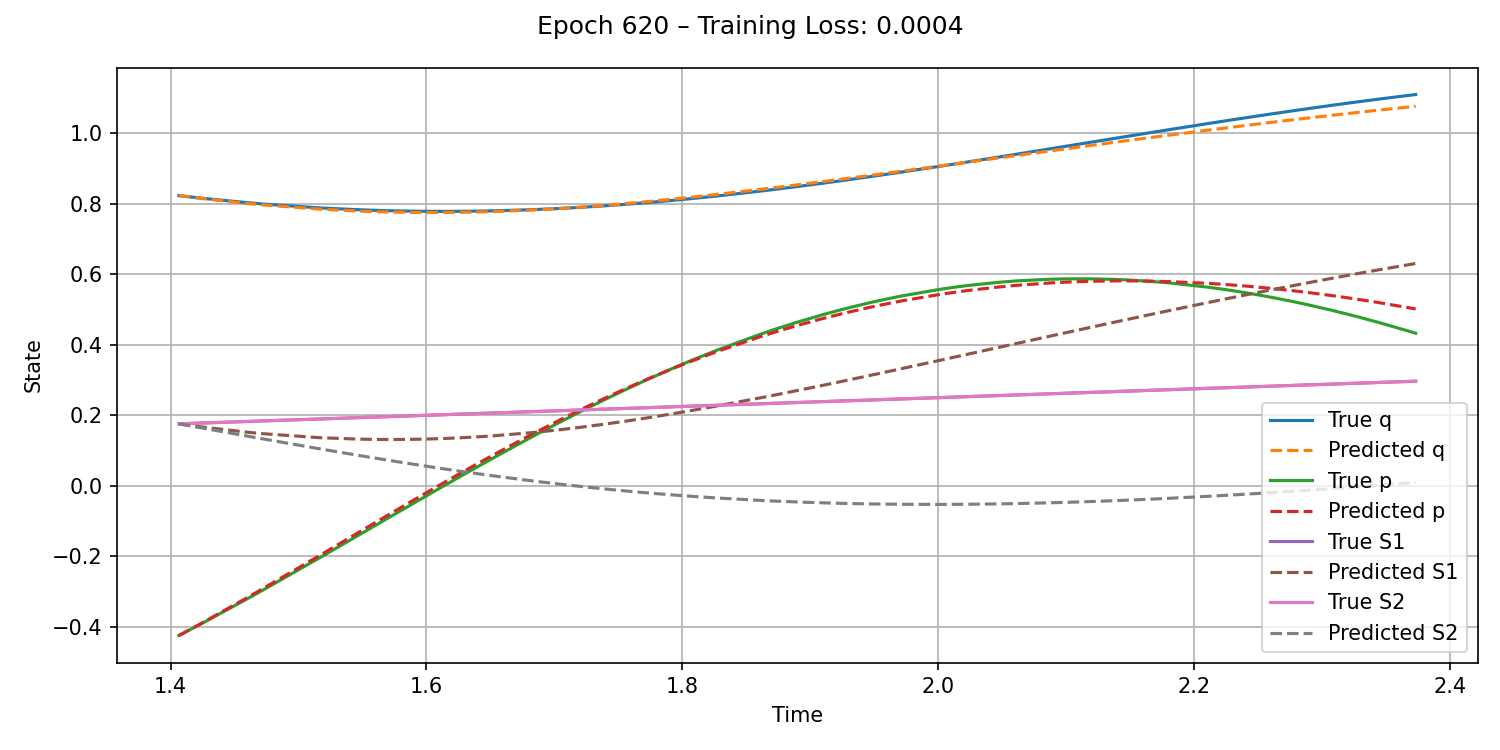 Epoch 620 – Training Loss: 0.0004
State
1.0
0.8
0.6
0.4
0.2
0.0
−0.2
−0.4
True q
Predicted q
True p
Predicted p
True S1
Predicted S1
True S2
Predicted S2
1.4 1.6 1.8 2.0 2.2 2.4
Time